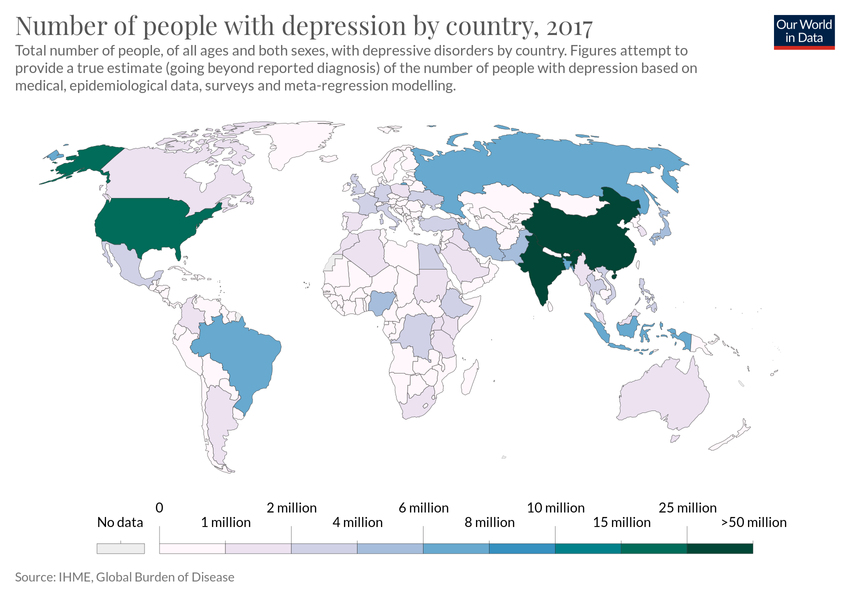 Number of people with depression by country, 2017
Our World
in Data
Total number of people, of all ages and both sexes, with depressive disorders by country. Figures attempt to
provide a true estimate (going beyond reported diagnosis) of the number of people with depression based on
medical, epidemiological data, surveys and meta-regression modelling.
0 2 million 6 million 10 million 25 million
No data 1 million 4 million 8 million 15 million >50 million
Source: IHME, Global Burden of Disease